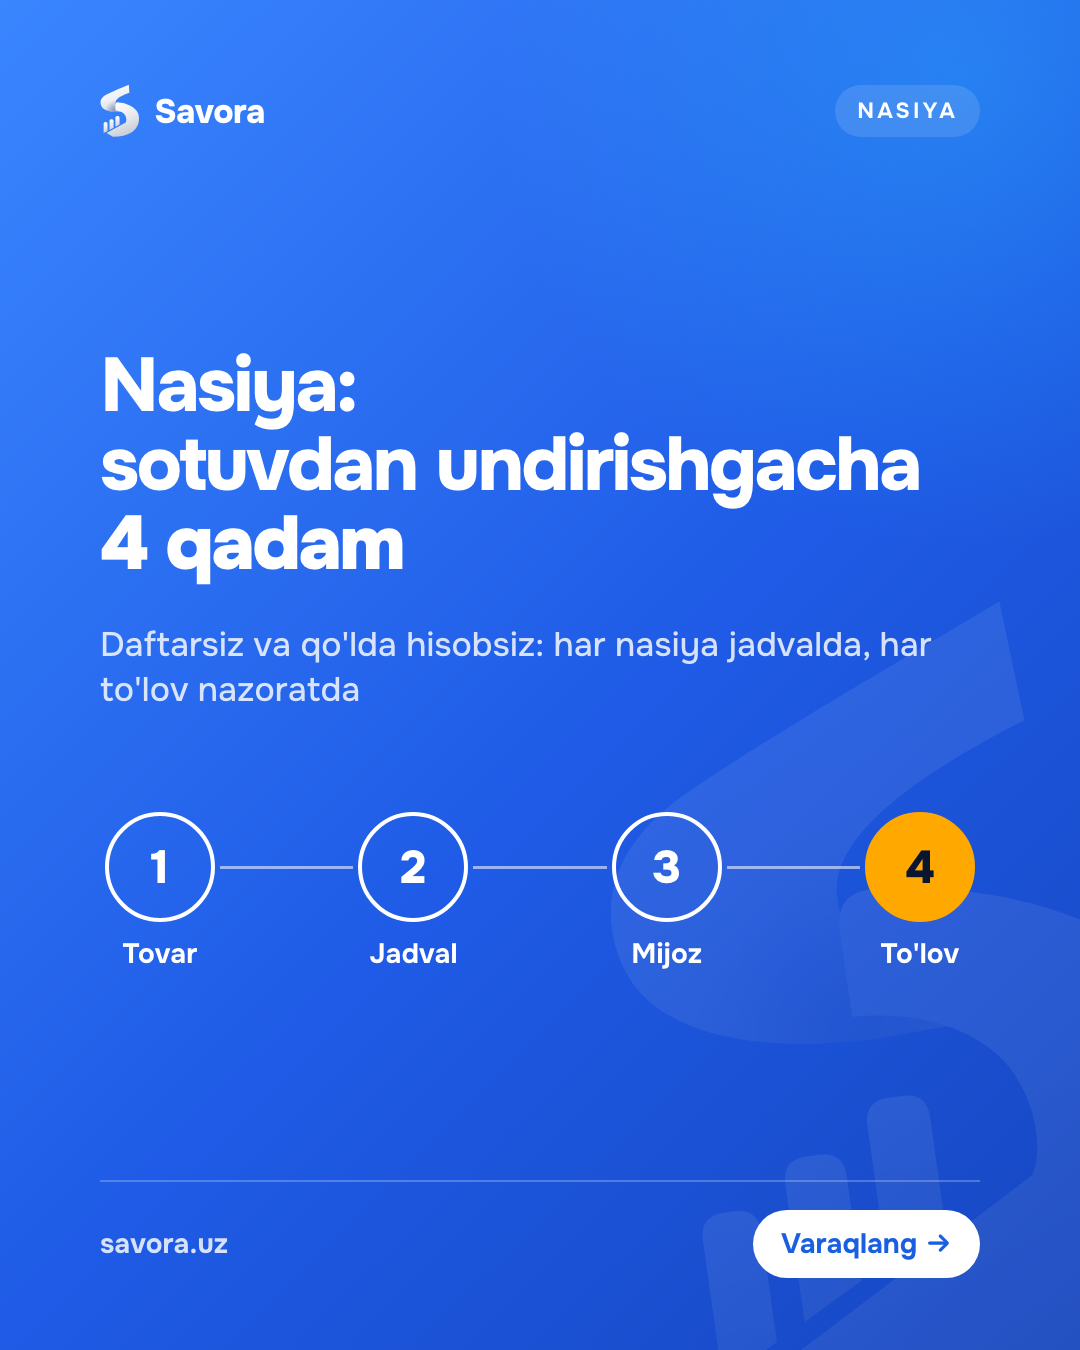 Savora
NASIYA
Nasiya:
sotuvdan undirishgacha
4 qadam
Daftarsiz va qo'lda hisobsiz: har nasiya jadvalda, har
to'lov nazoratda
1 2 3 4
Tovar Jadval Mijoz To'lov
savora.uz
Varaqlang →